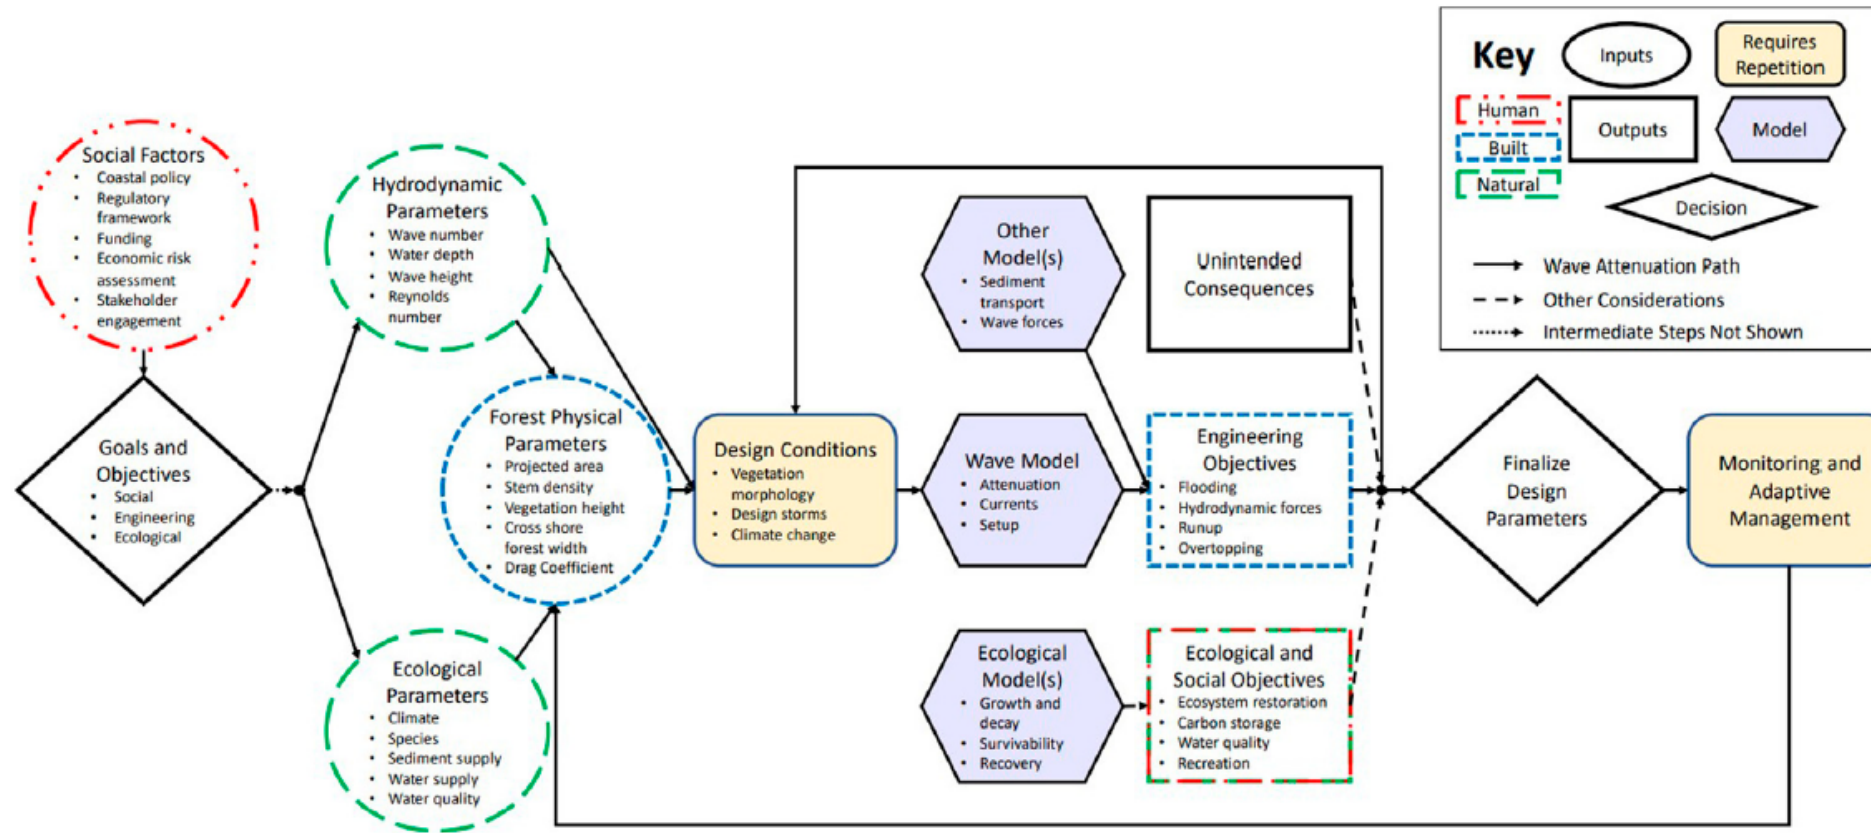 Key
Inputs
Requires
Repetition
Human
Outputs
Model
Built
Natural
Decision
Wave Attenuation Path
Other Considerations
Intermediate Steps Not Shown
Social Factors
• Coastal policy
• Regulatory
framework
• Funding
• Economic risk
assessment
• Stakeholder
engagement
Goals and
Objectives
• Social
• Engineering
• Ecological
Hydrodynamic
Parameters
• Wave number
• Water depth
• Wave height
• Reynolds
number
Forest Physical
Parameters
• Projected area
• Stem density
• Vegetation height
• Cross shore
forest width
• Drag Coefficient
Ecological
Parameters
• Climate
• Species
• Sediment supply
• Water supply
• Water quality
Design Conditions
• Vegetation
morphology
• Design storms
• Climate change
Other
Model(s)
• Sediment
transport
• Wave forces
Wave Model
• Attenuation
• Currents
• Setup
Ecological
Model(s)
• Growth and
decay
• Survivability
• Recovery
Unintended
Consequences
Engineering
Objectives
• Flooding
• Hydrodynamic forces
• Runup
• Overtopping
Ecological and
Social Objectives
• Ecosystem restoration
• Carbon storage
• Water quality
• Recreation
Finalize
Design
Parameters
Monitoring and
Adaptive
Management